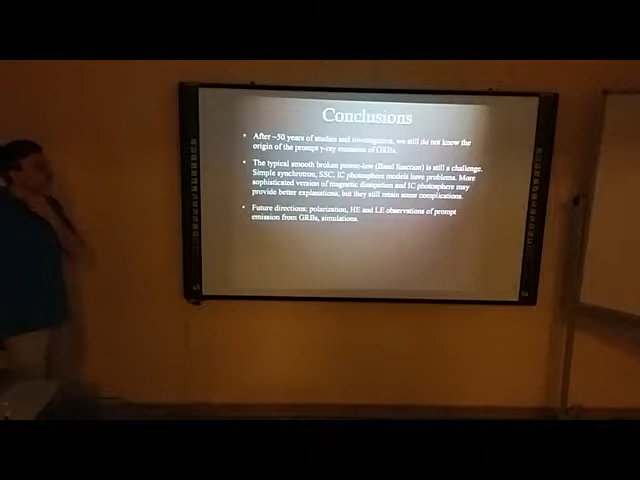 Conclusions
• After ~50 years of studies and investigation, we still do not know the
origin of the prompt γ-ray emission of GRBs.
• The typical smooth broken power-law (Band function) is still a challenge.
Simple synchrotron, SSC, IC photosphere models have problems. More
sophisticated version of magnetic dissipation and IC photosphere may
provide better explanations, but they still retain some complications.
• Future directions: polarization, HE and LE observations of prompt
emission from GRBs, simulations.